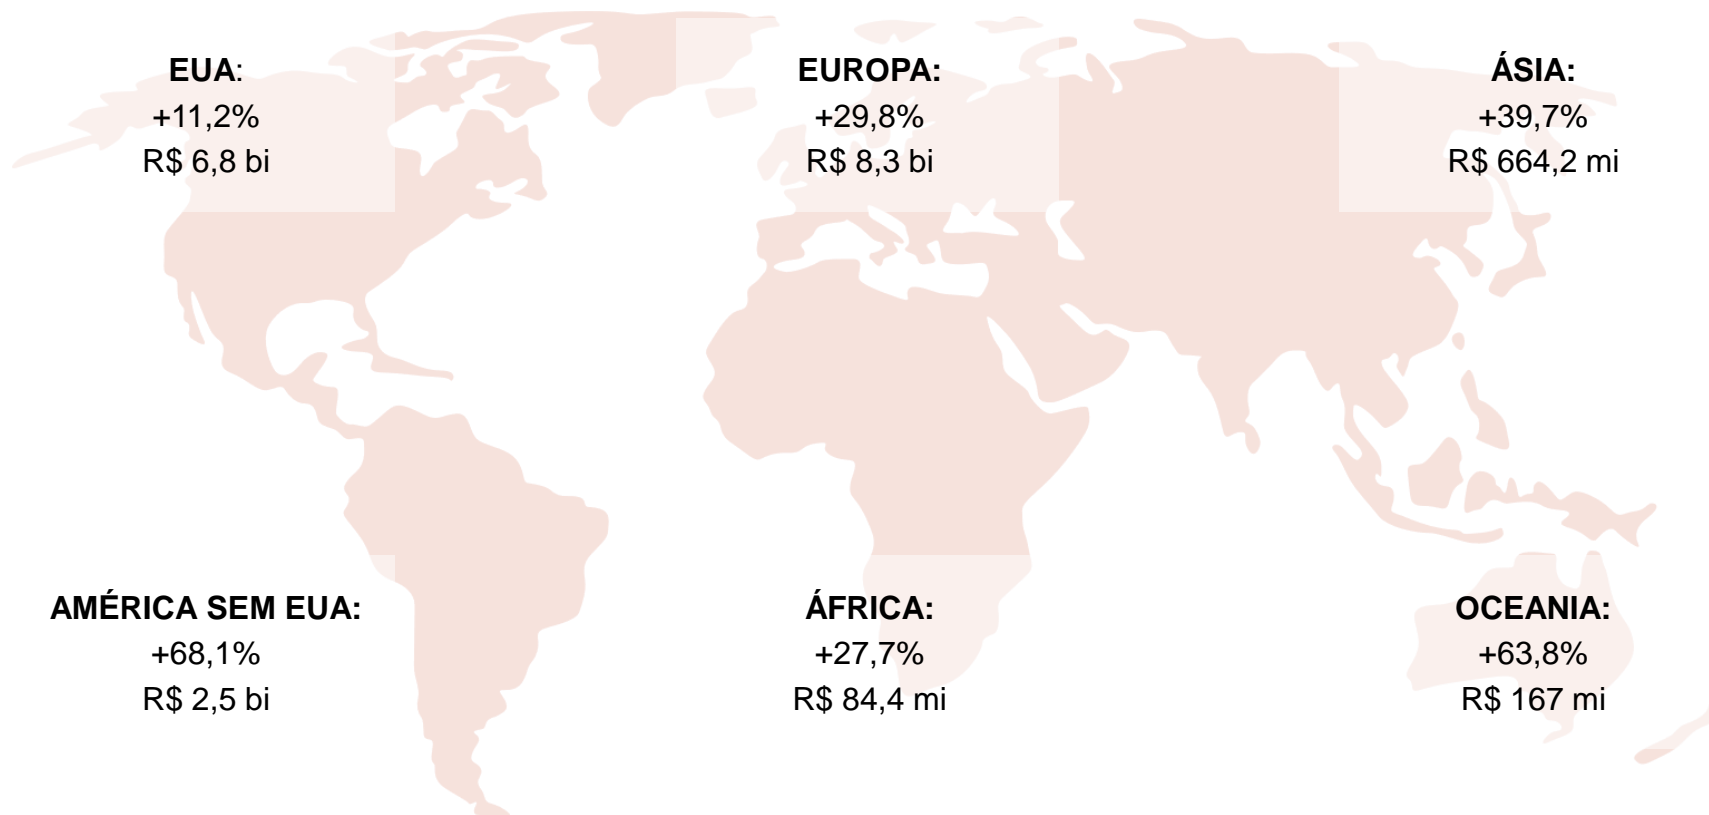 EUA:
+11,2%
R$ 6,8 bi
EUROPA:
+29,8%
R$ 8,3 bi
ÁSIA:
+39,7%
R$ 664,2 mi
AMÉRICA SEM EUA:
+68,1%
R$ 2,5 bi
ÁFRICA:
+27,7%
R$ 84,4 mi
OCEANIA:
+63,8%
R$ 167 mi